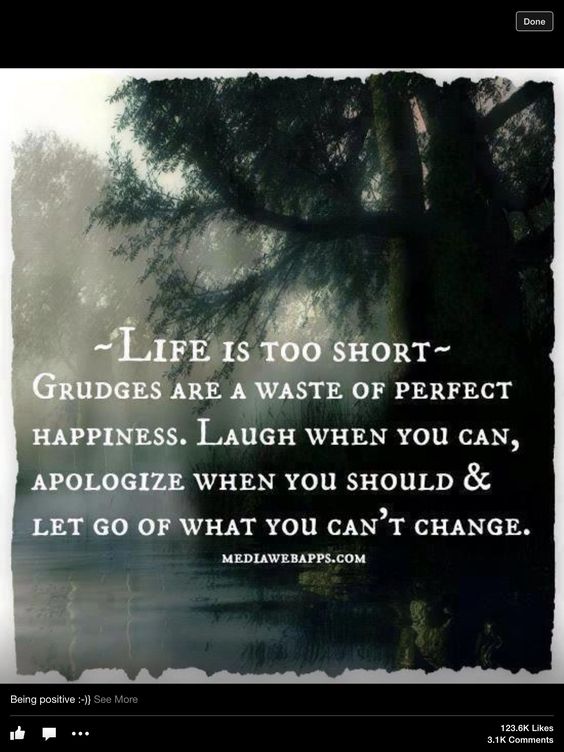 Done
~Life is too short~
Grudges are a waste of perfect
happiness. Laugh when you can,
apologize when you should &
let go of what you can't change.
mediawebapps.com
Being positive :-)) See More
123.6K Likes
3.1K Comments